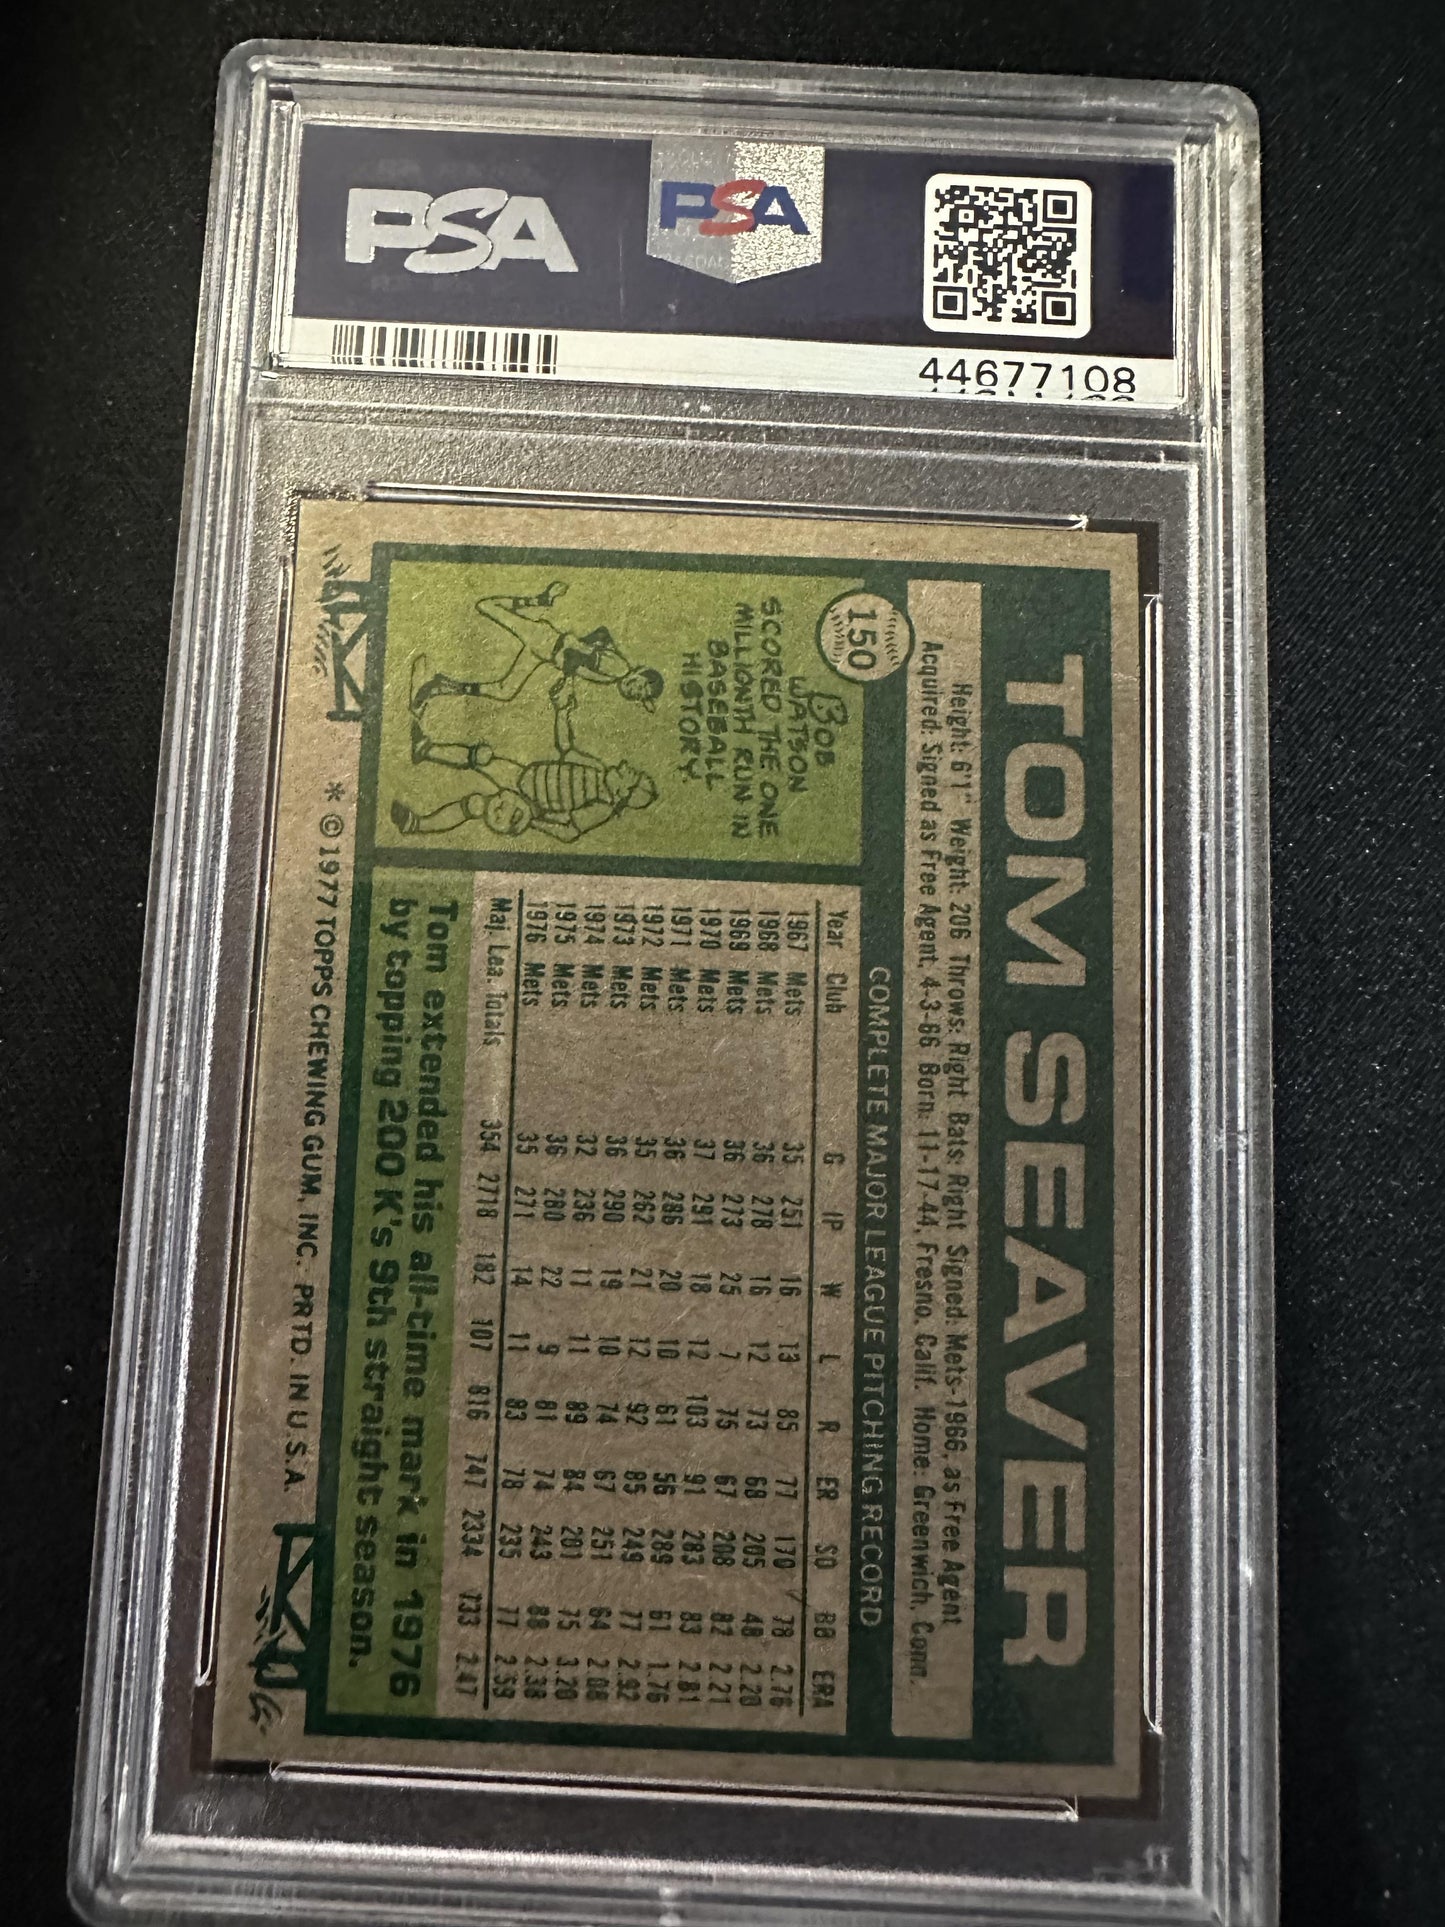 PSA
PSA
44677108
TOM SEAVER
Height: 6'1" Weight: 206 Throws: Right Bats: Right Signed: Mets-1966, as Free Agent
Acquired: Signed as Free Agent, 4-3-66 Born: 11-17-44, Fresno, Calif. Home: Greenwich, Conn.
150
BOB
WATSON
SCORED THE ONE
MILLIONTH RUN IN
BASEBALL
HISTORY.
COMPLETE MAJOR LEAGUE PITCHING RECORD
Year Club G IP W L R ER SO BB ERA
1967 Mets 35 251 16 13 85 77 170 78 2.76
1968 Mets 36 278 16 12 73 68 205 48 2.20
1969 Mets 36 273 25 7 75 67 208 82 2.21
1970 Mets 37 291 18 12 103 91 283 83 2.81
1971 Mets 36 286 20 10 61 56 289 61 1.76
1972 Mets 35 262 21 12 92 85 249 77 2.92
1973 Mets 36 290 19 10 74 67 251 64 2.08
1974 Mets 32 236 11 11 89 84 201 75 3.20
1975 Mets 36 280 22 9 81 74 243 88 2.38
1976 Mets 35 271 14 11 83 78 235 77 2.59
Maj. Lea. Totals 354 2718 182 107 816 747 2334 733 2.47
Tom extended his all-time mark in 1976
by topping 200 K's 9th straight season.
* © 1977 TOPPS CHEWING GUM, INC. PRTD. IN U.S.A.